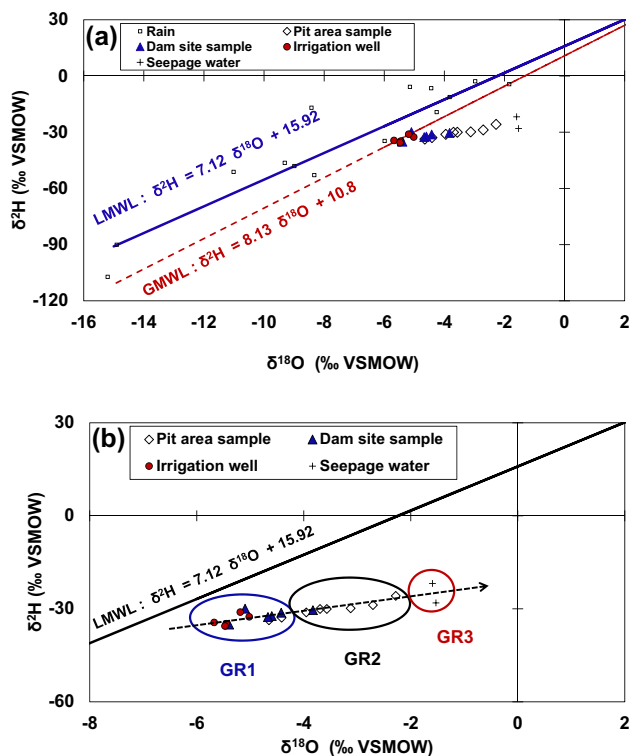 (a)
Rain
Pit area sample
Dam site sample
Irrigation well
Seepage water
30
0
-30
-60
-90
-120
δ²H (‰ VSMOW)
LMWL : δ²H = 7.12 δ¹⁸O + 15.92
GMWL : δ²H = 8.13 δ¹⁸O + 10.8
-16 -14 -12 -10 -8 -6 -4 -2 0 2
δ¹⁸O (‰ VSMOW)
(b)
Pit area sample
Dam site sample
Irrigation well
Seepage water
30
0
-30
-60
δ²H (‰ VSMOW)
LMWL : δ²H = 7.12 δ¹⁸O + 15.92
GR1
GR2
GR3
-8 -6 -4 -2 0 2
δ¹⁸O (‰ VSMOW)